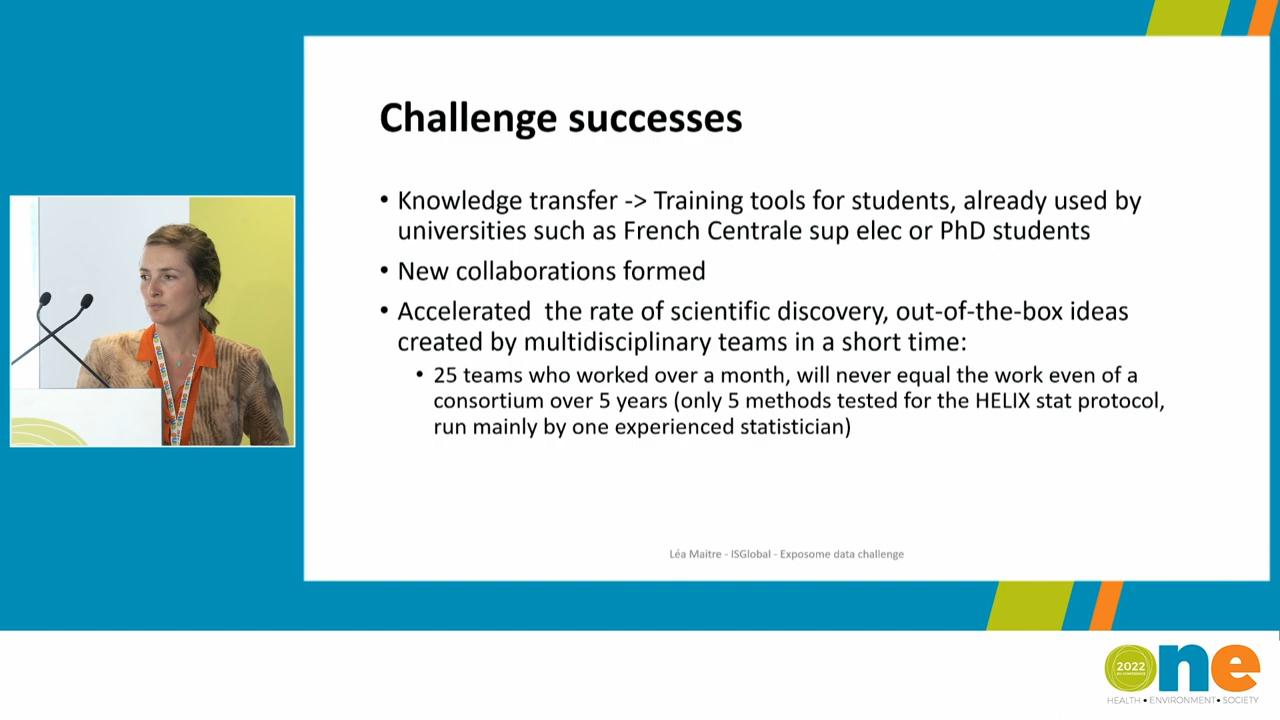 Challenge successes
• Knowledge transfer -> Training tools for students, already used by
universities such as French Centrale sup elec or PhD students
• New collaborations formed
• Accelerated  the rate of scientific discovery, out-of-the-box ideas
created by multidisciplinary teams in a short time:
• 25 teams who worked over a month, will never equal the work even of a
consortium over 5 years (only 5 methods tested for the HELIX stat protocol,
run mainly by one experienced statistician)
Léa Maitre - ISGlobal - Exposome data challenge
2022
one
HEALTH • ENVIRONMENT • SOCIETY